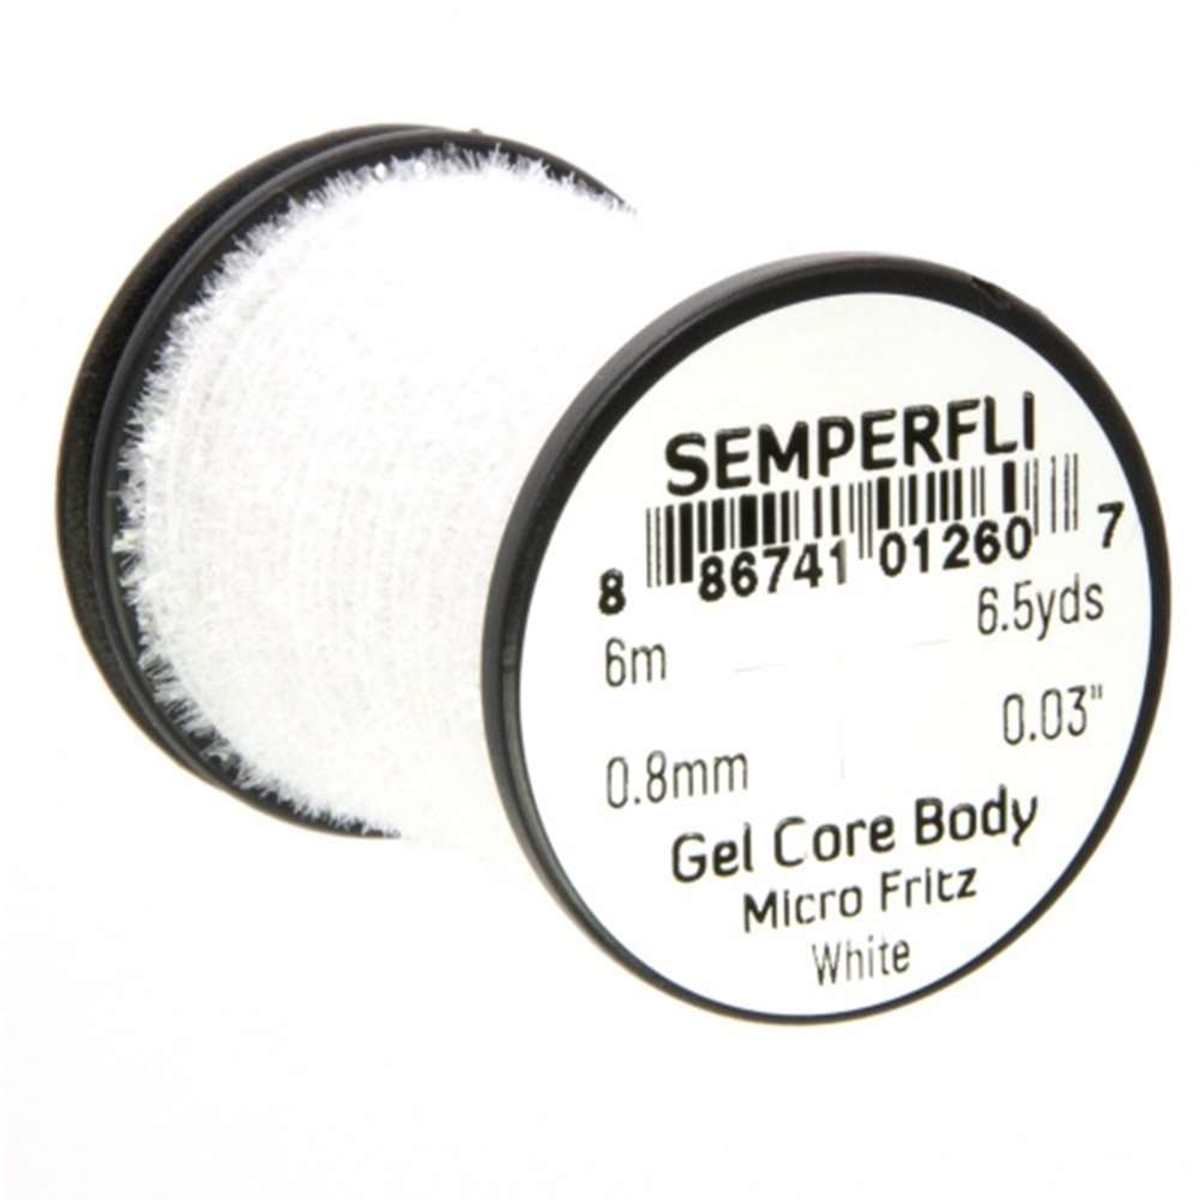 SEMPERFLI
8 86741 01260 7
6m 6.5yds
0.8mm 0.03"
Gel Core Body
Micro Fritz
White